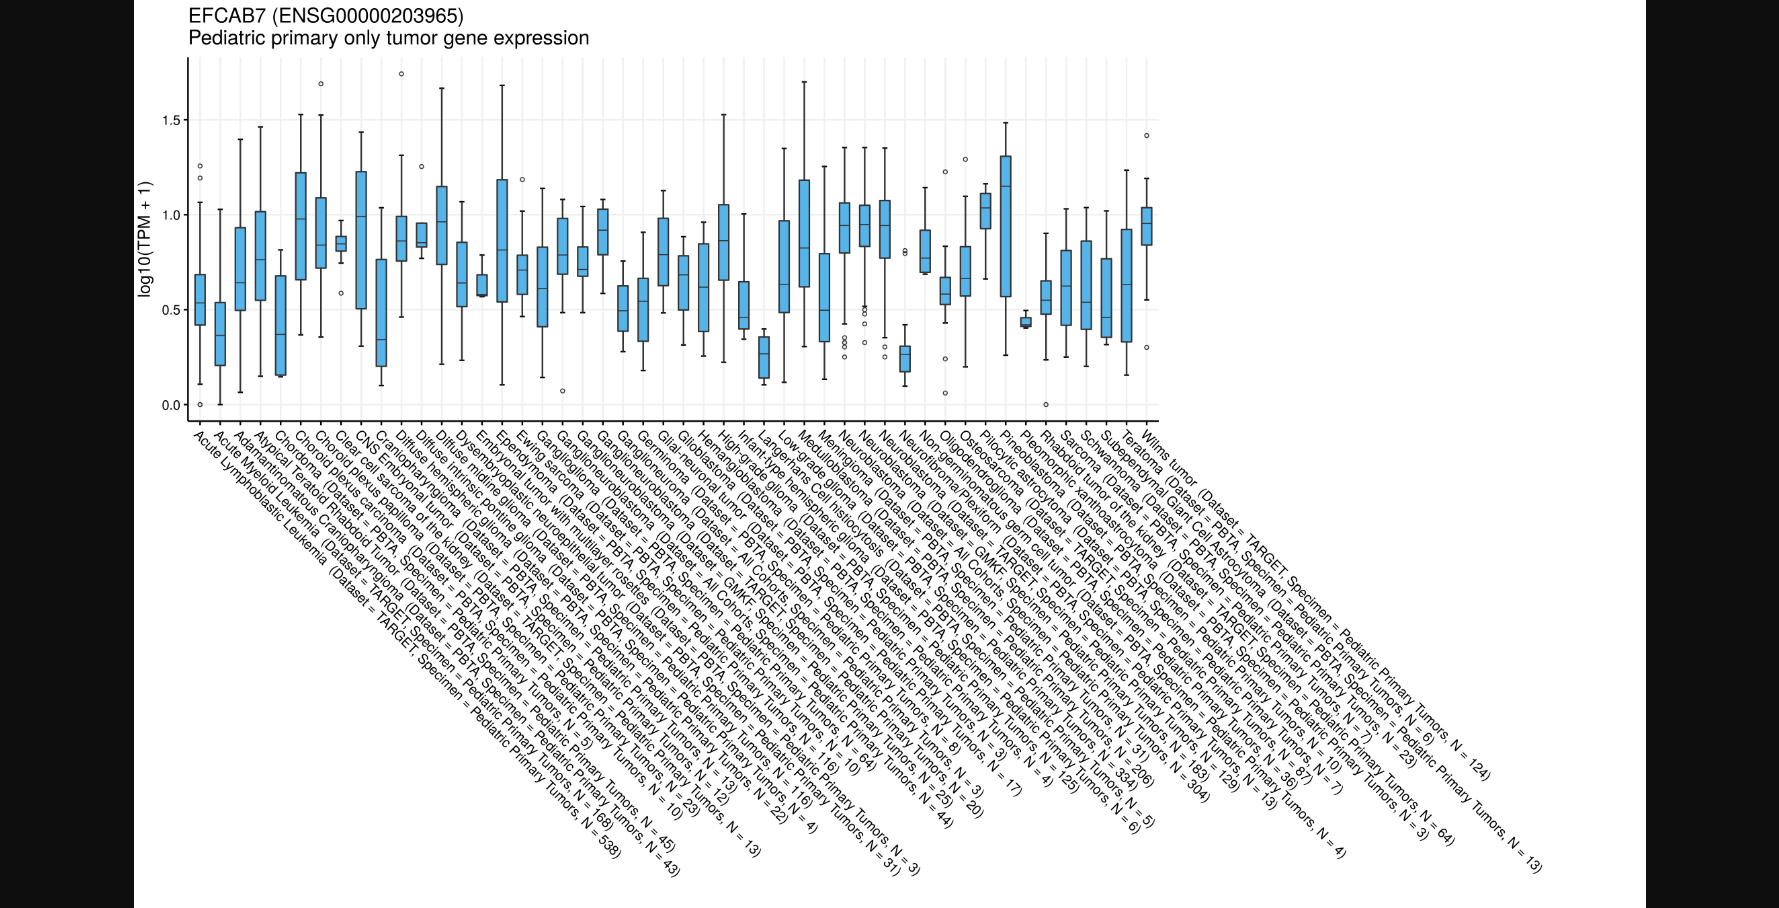 EFCAB7 (ENSG00000203965)
Pediatric primary only tumor gene expression
log10(TPM + 1)
1.5
1.0
0.5
0.0
Acute Lymphoblastic Leukemia (Dataset = TARGET, Specimen = Pediatric Primary Tumors, N = 538)
Acute Myeloid Leukemia (Dataset = TARGET, Specimen = Pediatric Primary Tumors, N = 168)
Adamantinomatous Craniopharyngioma (Dataset = PBTA, Specimen = Pediatric Primary Tumors, N = 43)
Atypical Teratoid Rhabdoid Tumor (Dataset = PBTA, Specimen = Pediatric Primary Tumors, N = 45)
Chordoma (Dataset = PBTA, Specimen = Pediatric Primary Tumors, N = 5)
Choroid plexus carcinoma (Dataset = PBTA, Specimen = Pediatric Primary Tumors, N = 10)
Choroid plexus papilloma (Dataset = PBTA, Specimen = Pediatric Primary Tumors, N = 23)
Clear cell sarcoma of the kidney (Dataset = TARGET, Specimen = Pediatric Primary Tumors, N = 13)
CNS Embryonal tumor (Dataset = PBTA, Specimen = Pediatric Primary Tumors, N = 12)
Craniopharyngioma (Dataset = PBTA, Specimen = Pediatric Primary Tumors, N = 13)
Diffuse hemispheric glioma (Dataset = PBTA, Specimen = Pediatric Primary Tumors, N = 22)
Diffuse intrinsic pontine glioma (Dataset = PBTA, Specimen = Pediatric Primary Tumors, N = 4)
Diffuse midline glioma (Dataset = PBTA, Specimen = Pediatric Primary Tumors, N = 116)
Dysembryoplastic neuroepithelial tumor (Dataset = PBTA, Specimen = Pediatric Primary Tumors, N = 31)
Embryonal tumor with multilayer rosettes (Dataset = PBTA, Specimen = Pediatric Primary Tumors, N = 3)
Ependymoma (Dataset = PBTA, Specimen = Pediatric Primary Tumors, N = 116)
Ewing sarcoma (Dataset = PBTA, Specimen = Pediatric Primary Tumors, N = 10)
Ganglioglioma (Dataset = PBTA, Specimen = Pediatric Primary Tumors, N = 64)
Ganglioneuroblastoma (Dataset = All Cohorts, Specimen = Pediatric Primary Tumors, N = 44)
Ganglioneuroblastoma (Dataset = GMKF, Specimen = Pediatric Primary Tumors, N = 25)
Ganglioneuroblastoma (Dataset = TARGET, Specimen = Pediatric Primary Tumors, N = 20)
Ganglioneuroma (Dataset = All Cohorts, Specimen = Pediatric Primary Tumors, N = 3)
Germinoma (Dataset = PBTA, Specimen = Pediatric Primary Tumors, N = 8)
Glial-neuronal tumor (Dataset = PBTA, Specimen = Pediatric Primary Tumors, N = 17)
Glioblastoma (Dataset = PBTA, Specimen = Pediatric Primary Tumors, N = 3)
Hemangioblastoma (Dataset = PBTA, Specimen = Pediatric Primary Tumors, N = 4)
High-grade glioma (Dataset = PBTA, Specimen = Pediatric Primary Tumors, N = 125)
Infant-type hemispheric glioma (Dataset = PBTA, Specimen = Pediatric Primary Tumors, N = 6)
Langerhans Cell histiocytosis (Dataset = PBTA, Specimen = Pediatric Primary Tumors, N = 5)
Low-grade glioma (Dataset = PBTA, Specimen = Pediatric Primary Tumors, N = 334)
Medulloblastoma (Dataset = PBTA, Specimen = Pediatric Primary Tumors, N = 206)
Meningioma (Dataset = PBTA, Specimen = Pediatric Primary Tumors, N = 31)
Neuroblastoma (Dataset = All Cohorts, Specimen = Pediatric Primary Tumors, N = 304)
Neuroblastoma (Dataset = GMKF, Specimen = Pediatric Primary Tumors, N = 183)
Neuroblastoma (Dataset = TARGET, Specimen = Pediatric Primary Tumors, N = 129)
Neurofibroma/Plexiform (Dataset = PBTA, Specimen = Pediatric Primary Tumors, N = 13)
Non-germinomatous germ cell tumor (Dataset = PBTA, Specimen = Pediatric Primary Tumors, N = 4)
Oligodendroglioma (Dataset = PBTA, Specimen = Pediatric Primary Tumors, N = 36)
Osteosarcoma (Dataset = TARGET, Specimen = Pediatric Primary Tumors, N = 87)
Pilocytic astrocytoma (Dataset = PBTA, Specimen = Pediatric Primary Tumors, N = 7)
Pineoblastoma (Dataset = PBTA, Specimen = Pediatric Primary Tumors, N = 10)
Pleomorphic xanthoastrocytoma (Dataset = PBTA, Specimen = Pediatric Primary Tumors, N = 3)
Rhabdoid tumor of the kidney (Dataset = TARGET, Specimen = Pediatric Primary Tumors, N = 64)
Sarcoma (Dataset = PBTA, Specimen = Pediatric Primary Tumors, N = 23)
Schwannoma (Dataset = PBTA, Specimen = Pediatric Primary Tumors, N = 7)
Subependymal Giant Cell Astrocytoma (Dataset = PBTA, Specimen = Pediatric Primary Tumors, N = 13)
Teratoma (Dataset = PBTA, Specimen = Pediatric Primary Tumors, N = 6)
Wilms tumor (Dataset = TARGET, Specimen = Pediatric Primary Tumors, N = 124)